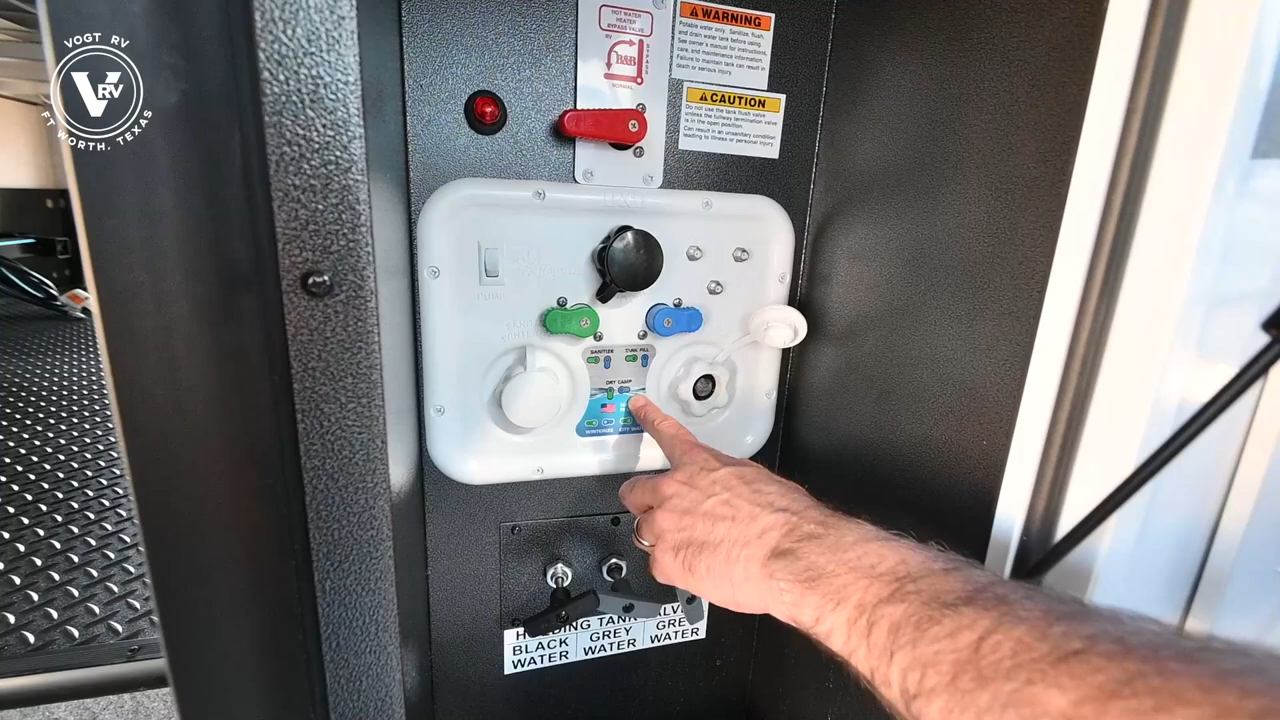 VOGT RV
V RV
FT WORTH, TEXAS
HOT WATER
HEATER
BYPASS VALVE
RV
B&B
BYPASS
NORMAL
WARNING
Potable water only. Sanitize, flush,
and drain water tank before using.
See owner's manual for instructions,
care, and maintenance information.
Failure to maintain tank can result in
death or serious injury.
CAUTION
Do not use the tank flush valve
unless the fullway termination valve
is in the open position.
Can result in an unsanitary condition
leading to illness or personal injury.
SANITIZE
TANK FILL
DRY CAMP
WINTERIZE
CITY
HOLDING TANK
BLACK
WATER
GREY
WATER
WATER